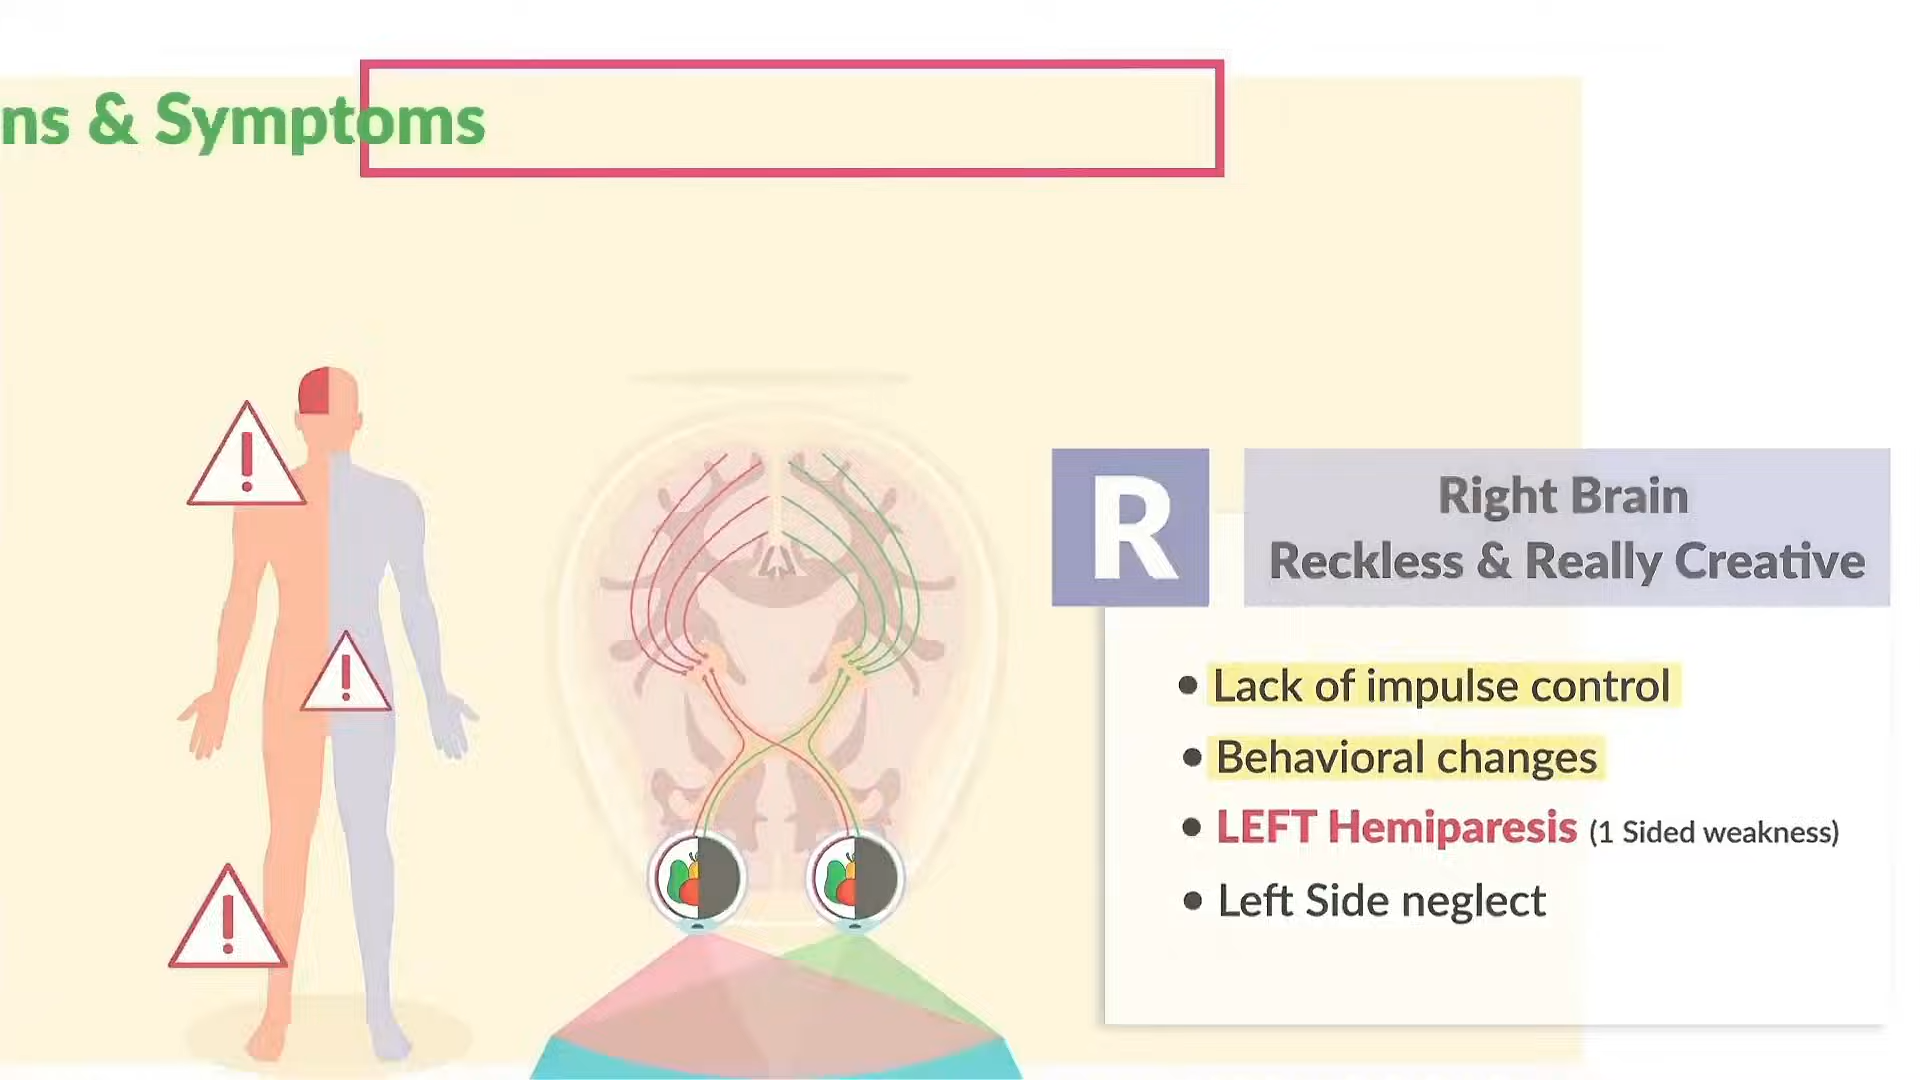 ns & Symptoms
R
Right Brain
Reckless & Really Creative
• Lack of impulse control
• Behavioral changes
• LEFT Hemiparesis (1 Sided weakness)
• Left Side neglect